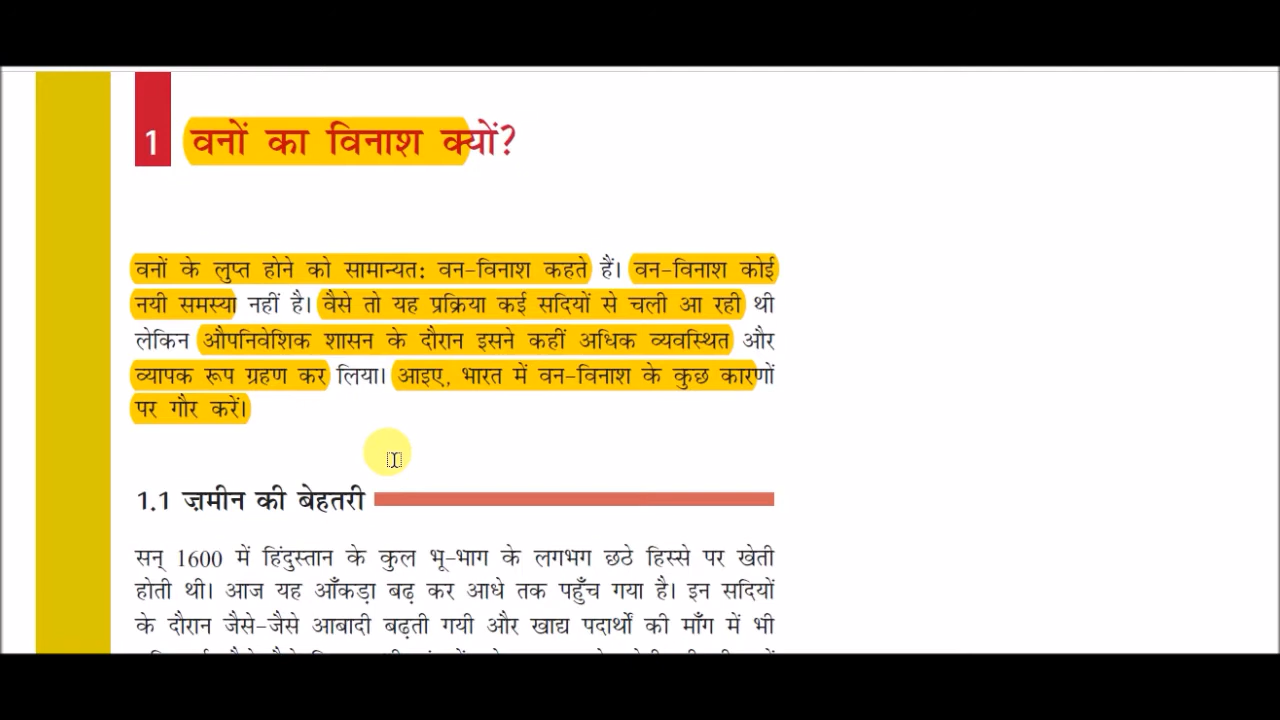 1 वनों का विनाश क्यों?
वनों के लुप्त होने को सामान्यत: वन-विनाश कहते हैं। वन-विनाश कोई
नयी समस्या नहीं है। वैसे तो यह प्रक्रिया कई सदियों से चली आ रही थी
लेकिन औपनिवेशिक शासन के दौरान इसने कहीं अधिक व्यवस्थित और
व्यापक रूप ग्रहण कर लिया। आइए, भारत में वन-विनाश के कुछ कारणों
पर गौर करें।
1.1 ज़मीन की बेहतरी
सन् 1600 में हिंदुस्तान के कुल भू-भाग के लगभग छठे हिस्से पर खेती
होती थी। आज यह आँकड़ा बढ़ कर आधे तक पहुँच गया है। इन सदियों
के दौरान जैसे-जैसे आबादी बढ़ती गयी और खाद्य पदार्थों की माँग में भी